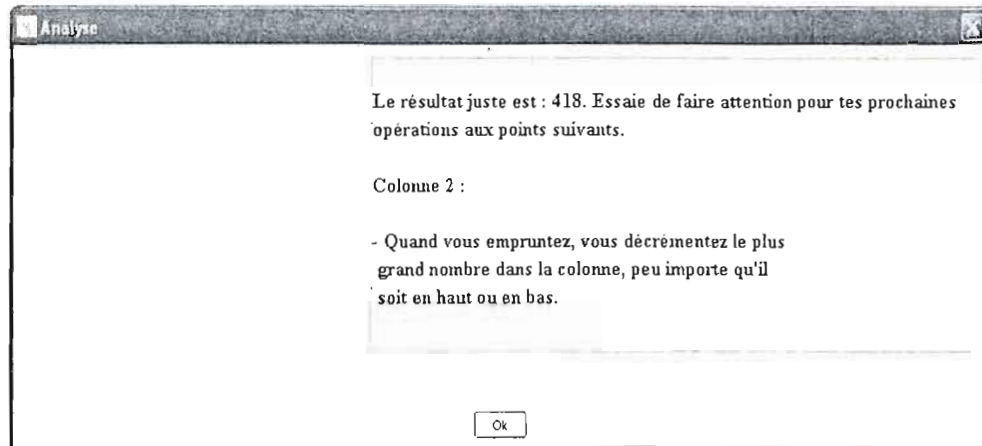 Analyse
Le résultat juste est : 418. Essaie de faire attention pour tes prochaines
opérations aux points suivants.
Colonne 2 :
- Quand vous empruntez, vous décrémentez le plus
grand nombre dans la colonne, peu importe qu'il
soit en haut ou en bas.
Ok